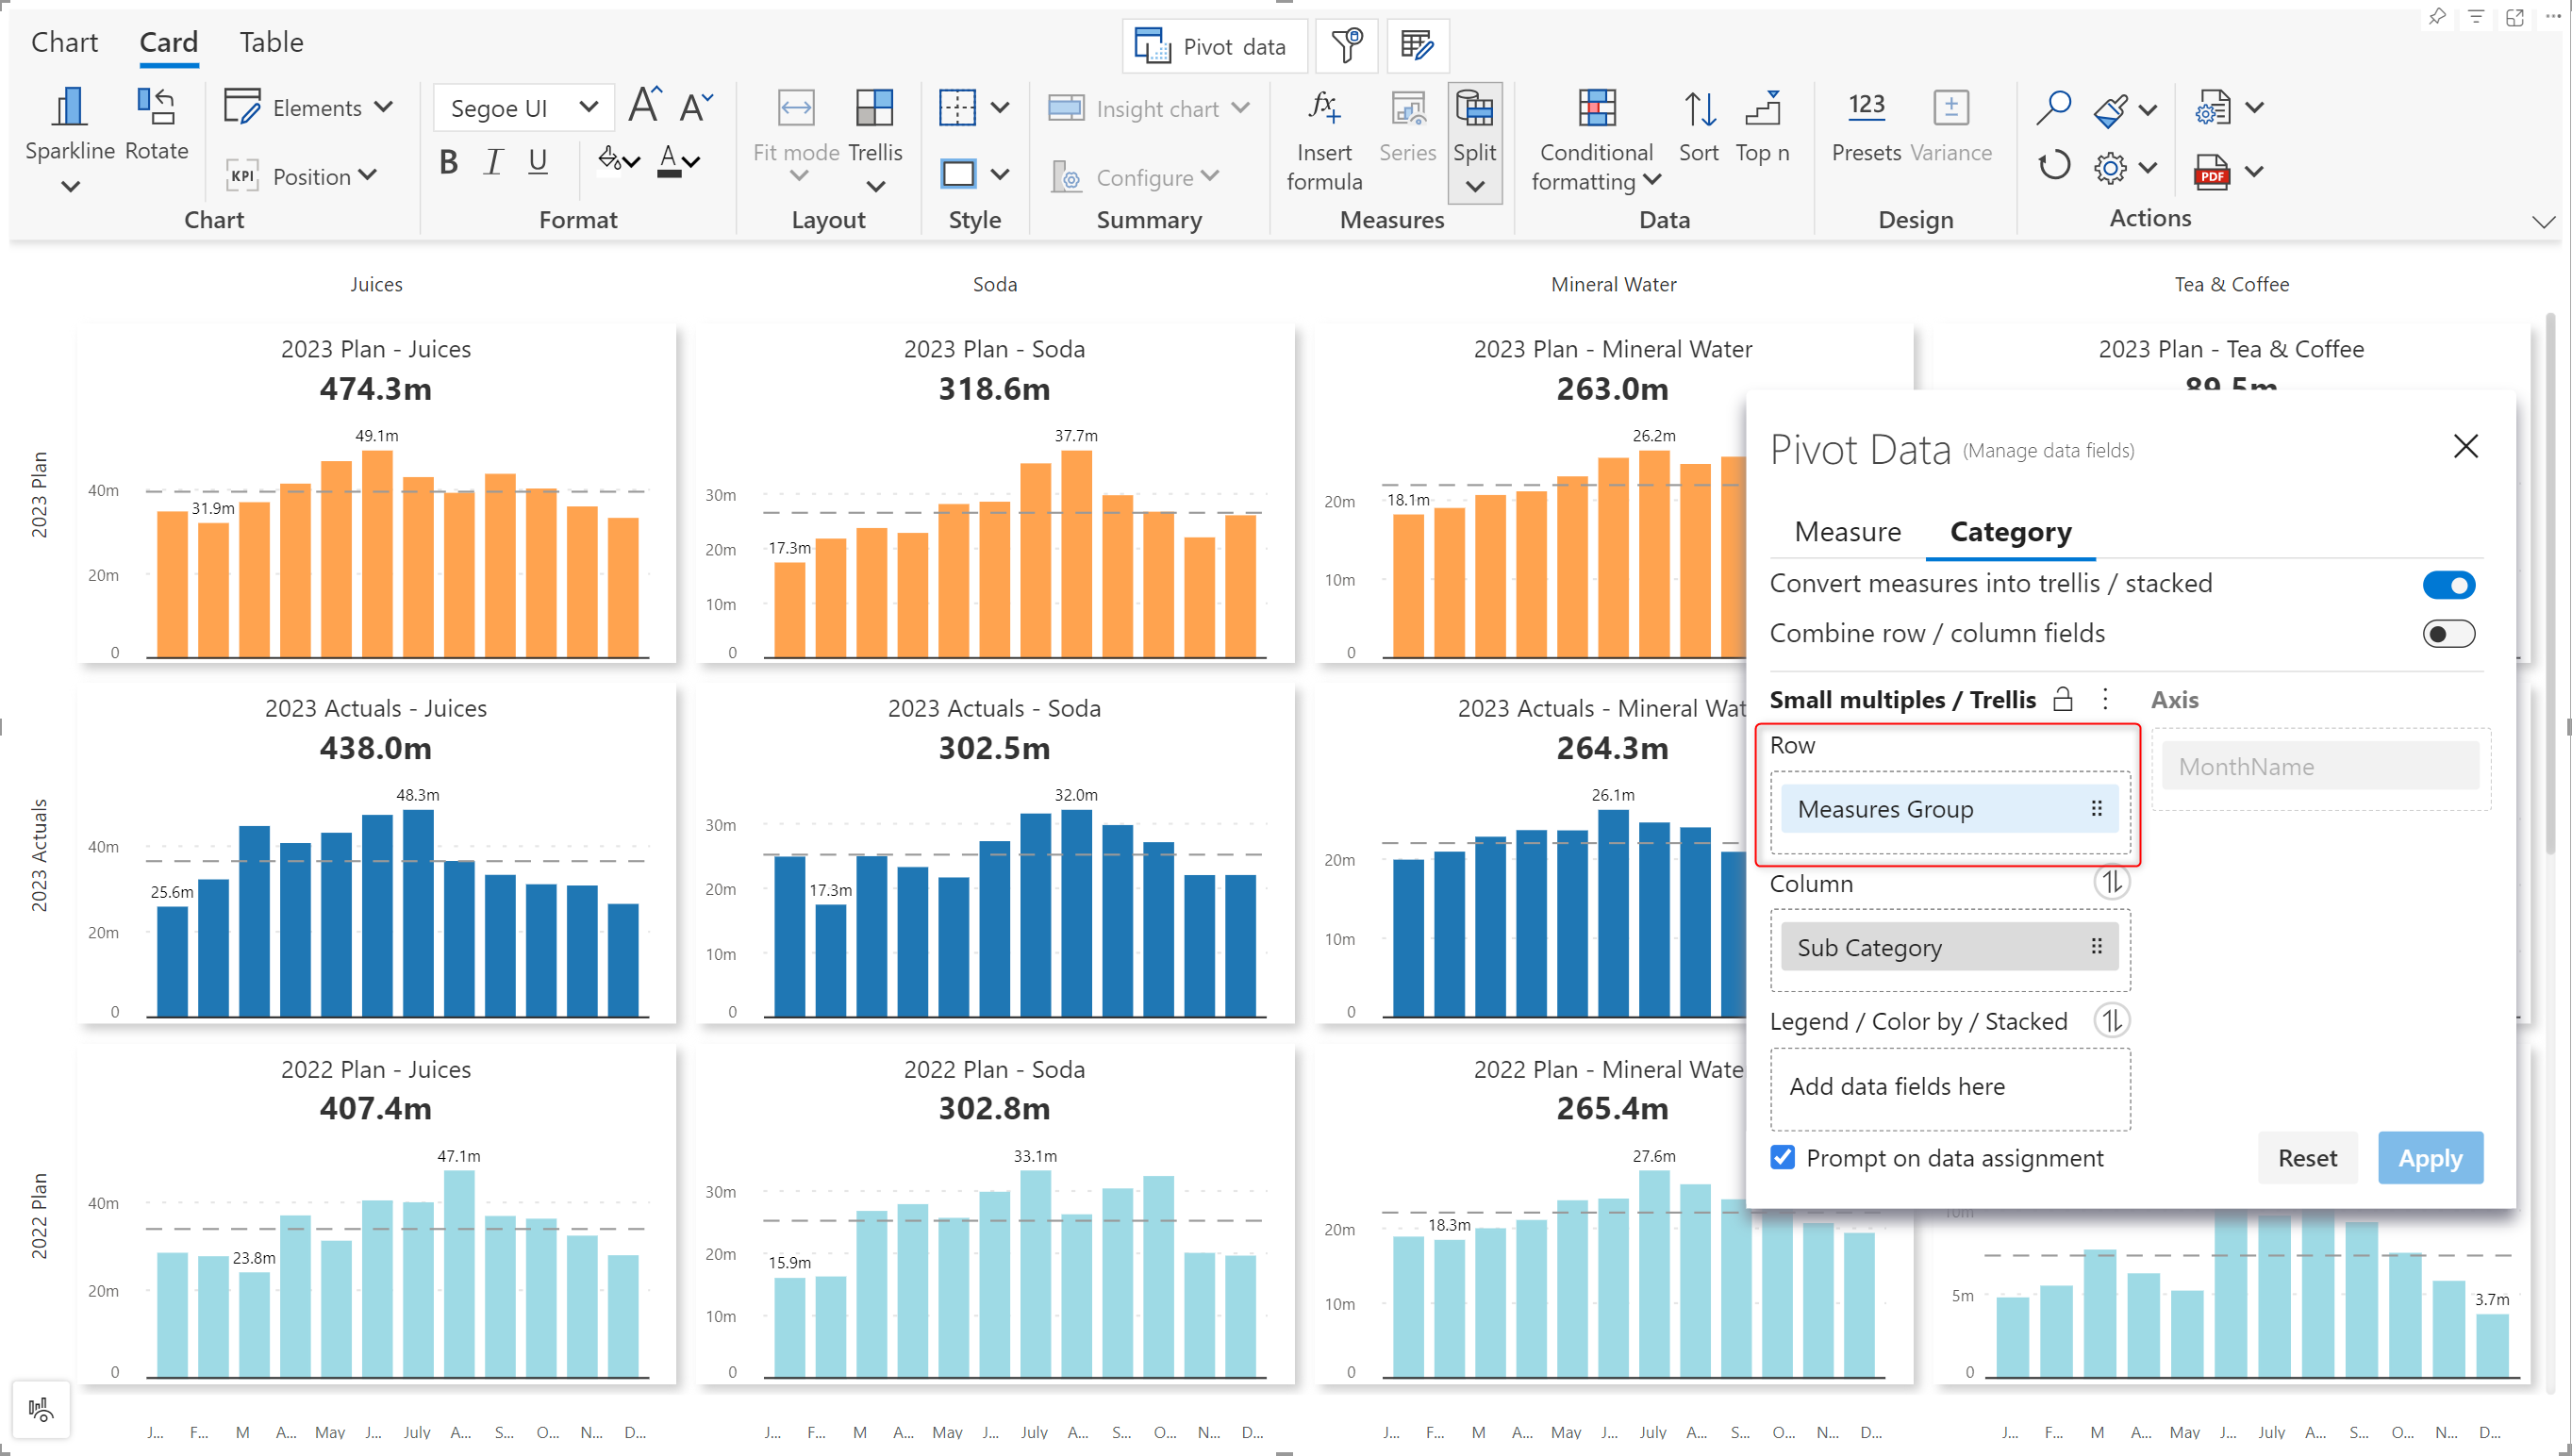 Chart Card Table
Pivot data
Sparkline Rotate
Elements
KPI Position
Chart
Segoe UI A A
B I U A
Format
Fit mode Trellis
Layout
Style
Insight chart
Configure
Summary
fx Insert formula
Series
Split
Measures
Conditional formatting
Sort
Top n
Data
123
Presets Variance
Design
PDF
Actions
Juices Soda Mineral Water Tea & Coffee
2023 Plan
2023 Plan - Juices
474.3m
49.1m
31.9m
40m
20m
0
2023 Plan - Soda
318.6m
37.7m
17.3m
30m
20m
10m
0
2023 Plan - Mineral Water
263.0m
26.2m
18.1m
20m
10m
0
2023 Plan - Tea & Coffee
89.5m
2023 Actuals
2023 Actuals - Juices
438.0m
48.3m
25.6m
40m
20m
0
2023 Actuals - Soda
302.5m
32.0m
17.3m
30m
20m
10m
0
2023 Actuals - Mineral Wat
264.3m
26.1m
20m
10m
0
2022 Plan
2022 Plan - Juices
407.4m
47.1m
23.8m
40m
20m
0
2022 Plan - Soda
302.8m
33.1m
15.9m
30m
20m
10m
0
2022 Plan - Mineral Wate
265.4m
27.6m
18.3m
20m
10m
0
10m
5m
3.7m
0
J... F... M A... May J... July A... S... O... N... D...
J... F... M A... May J... July A... S... O... N... D...
J... F... M A... May J... July A... S... O... N... D...
J... F... M A... May J... July A... S... O... N... D...
Pivot Data (Manage data fields)
Measure Category
Convert measures into trellis / stacked
Combine row / column fields
Small multiples / Trellis
Axis
Row
MonthName
Measures Group
Column
Sub Category
Legend / Color by / Stacked
Add data fields here
Prompt on data assignment
Reset
Apply